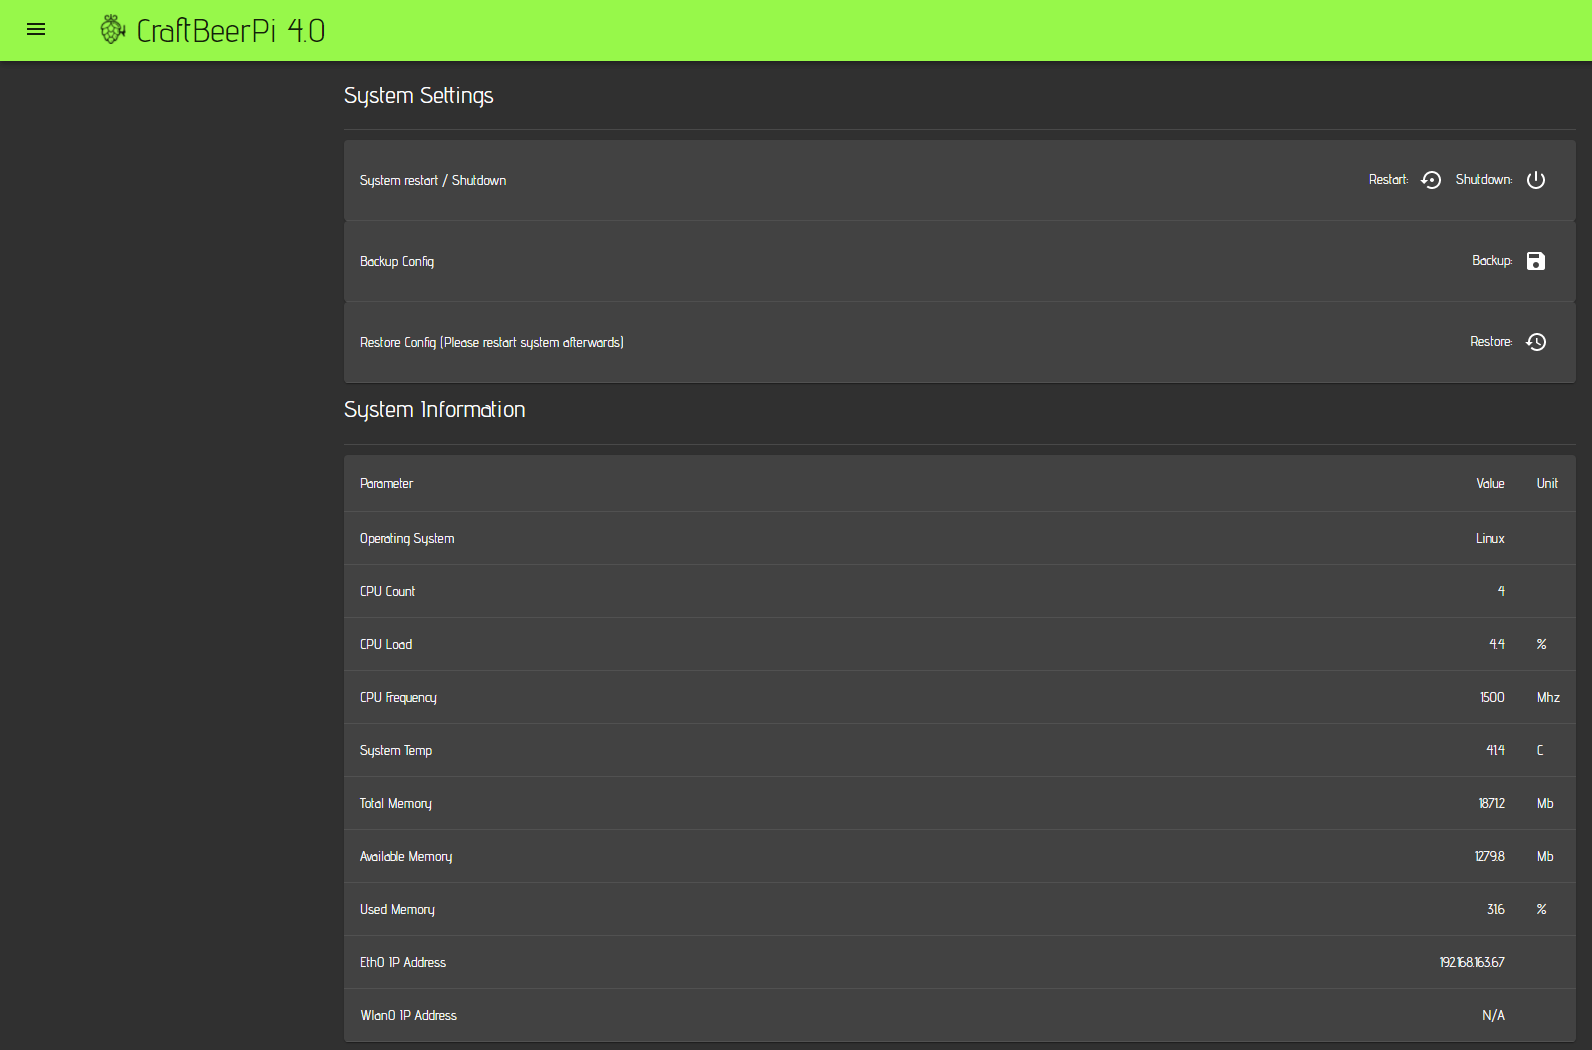 CraftBeerPi 4.0
System Settings
System restart / Shutdown Restart: Shutdown:
Backup Config Backup:
Restore Config (Please restart system afterwards) Restore:
System Information
Parameter Value Unit
Operating System Linux
CPU Count 4
CPU Load 4.4 %
CPU Frequency 1500 Mhz
System Temp 41.4 C
Total Memory 1871.2 Mb
Available Memory 1279.8 Mb
Used Memory 31.6 %
Eth0 IP Address 192.168.163.67
Wlan0 IP Address N/A